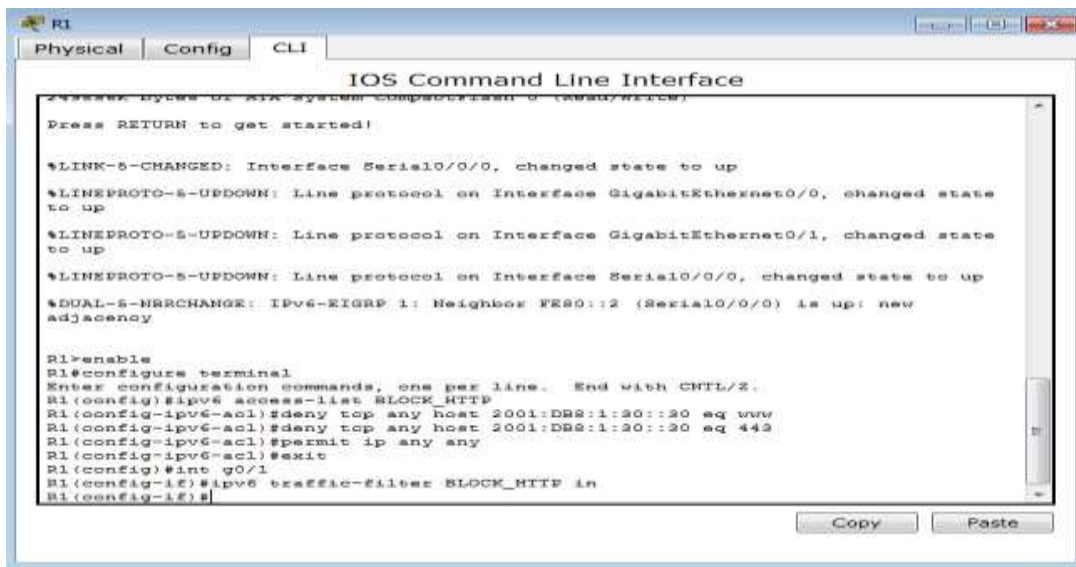 R1
Physical Config CLI
IOS Command Line Interface
bytes of ATA System CompactFlash 0 (Read/Write)
Press RETURN to get started!
%LINK-5-CHANGED: Interface Serial0/0/0, changed state to up
%LINEPROTO-5-UPDOWN: Line protocol on Interface GigabitEthernet0/0, changed state
to up
%LINEPROTO-5-UPDOWN: Line protocol on Interface GigabitEthernet0/1, changed state
to up
%LINEPROTO-5-UPDOWN: Line protocol on Interface Serial0/0/0, changed state to up
%DUAL-5-NBRCHANGE: IPv6-EIGRP 1: Neighbor FE80::2 (Serial0/0/0) is up: new
adjacency
R1>enable
R1#configure terminal
Enter configuration commands, one per line. End with CNTL/Z.
R1(config)#ipv6 access-list BLOCK_HTTP
R1(config-ipv6-acl)#deny tcp any host 2001:DB8:1:30::30 eq www
R1(config-ipv6-acl)#deny tcp any host 2001:DB8:1:30::30 eq 443
R1(config-ipv6-acl)#permit ip any any
R1(config-ipv6-acl)#exit
R1(config)#int g0/1
R1(config-if)#ipv6 traffic-filter BLOCK_HTTP in
R1(config-if)#
Copy Paste